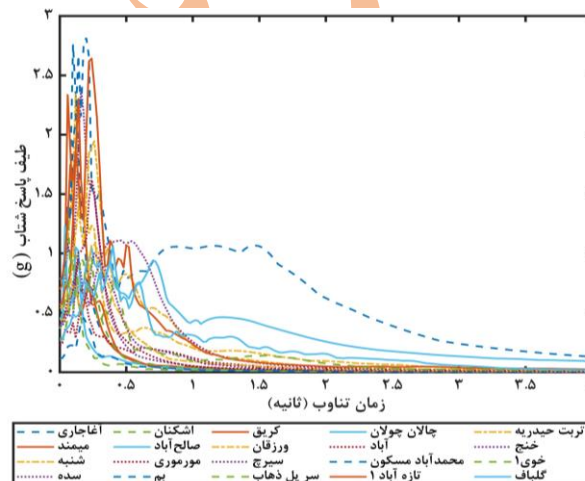 ۳
۲.۵
۲
۱.۵
۱
۰.۵
۰
طیف پاسخ شتاب (g)
۰ ۰.۵ ۱ ۱.۵ ۲ ۲.۵ ۳ ۳.۵
زمان تناوب (ثانیه)
آغاجاری اشکنان کریق چالان چولان تربت حیدریه
میمند صالح‌آباد ورزقان آباد خنج
شنبه مورموری سیرچ محمدآباد مسکون خوی۱
سده بم سر پل ذهاب تازه آباد ۱ گلباف